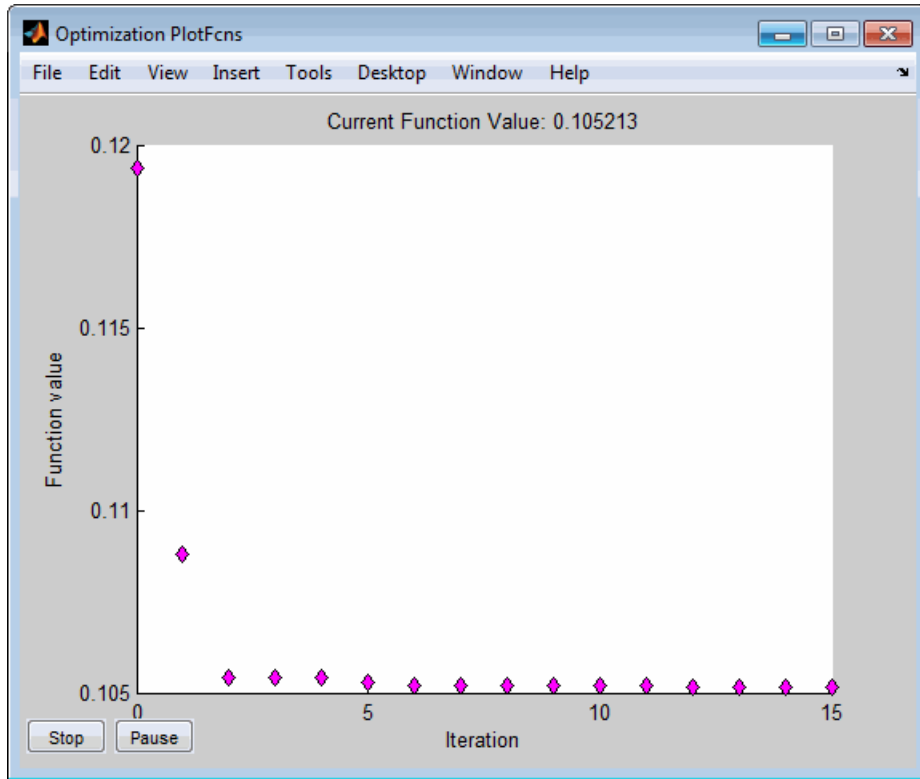 Optimization PlotFcns
File Edit View Insert Tools Desktop Window Help
Current Function Value: 0.105213
0.12
0.115
0.11
0.105
Function value
0 5 10 15
Iteration
Stop Pause